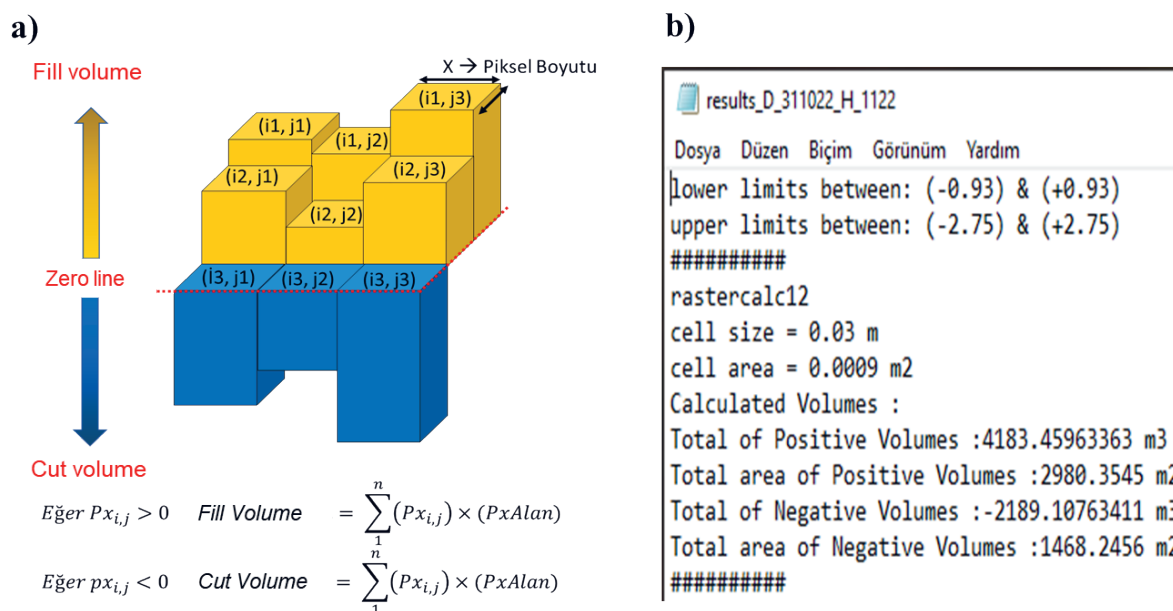 a)
Fill volume
X → Piksel Boyutu
(i1, j3)
(i1, j1)
(i1, j2)
(i2, j3)
(i2, j1)
(i2, j2)
Zero line
(i3, j1)
(i3, j2)
(i3, j3)
Cut volume
Eğer Px_{i,j} > 0 Fill Volume = \sum_{1}^{n}(Px_{i,j}) × (PxAlan)
Eğer px_{i,j} < 0 Cut Volume = \sum_{1}^{n}(Px_{i,j}) × (PxAlan)
b)
results_D_311022_H_1122
Dosya Düzen Biçim Görünüm Yardım
lower limits between: (-0.93) & (+0.93)
upper limits between: (-2.75) & (+2.75)
##########
rastercalc12
cell size = 0.03 m
cell area = 0.0009 m2
Calculated Volumes :
Total of Positive Volumes :4183.45963363 m3
Total area of Positive Volumes :2980.3545 m2
Total of Negative Volumes :-2189.10763411 m3
Total area of Negative Volumes :1468.2456 m2
##########